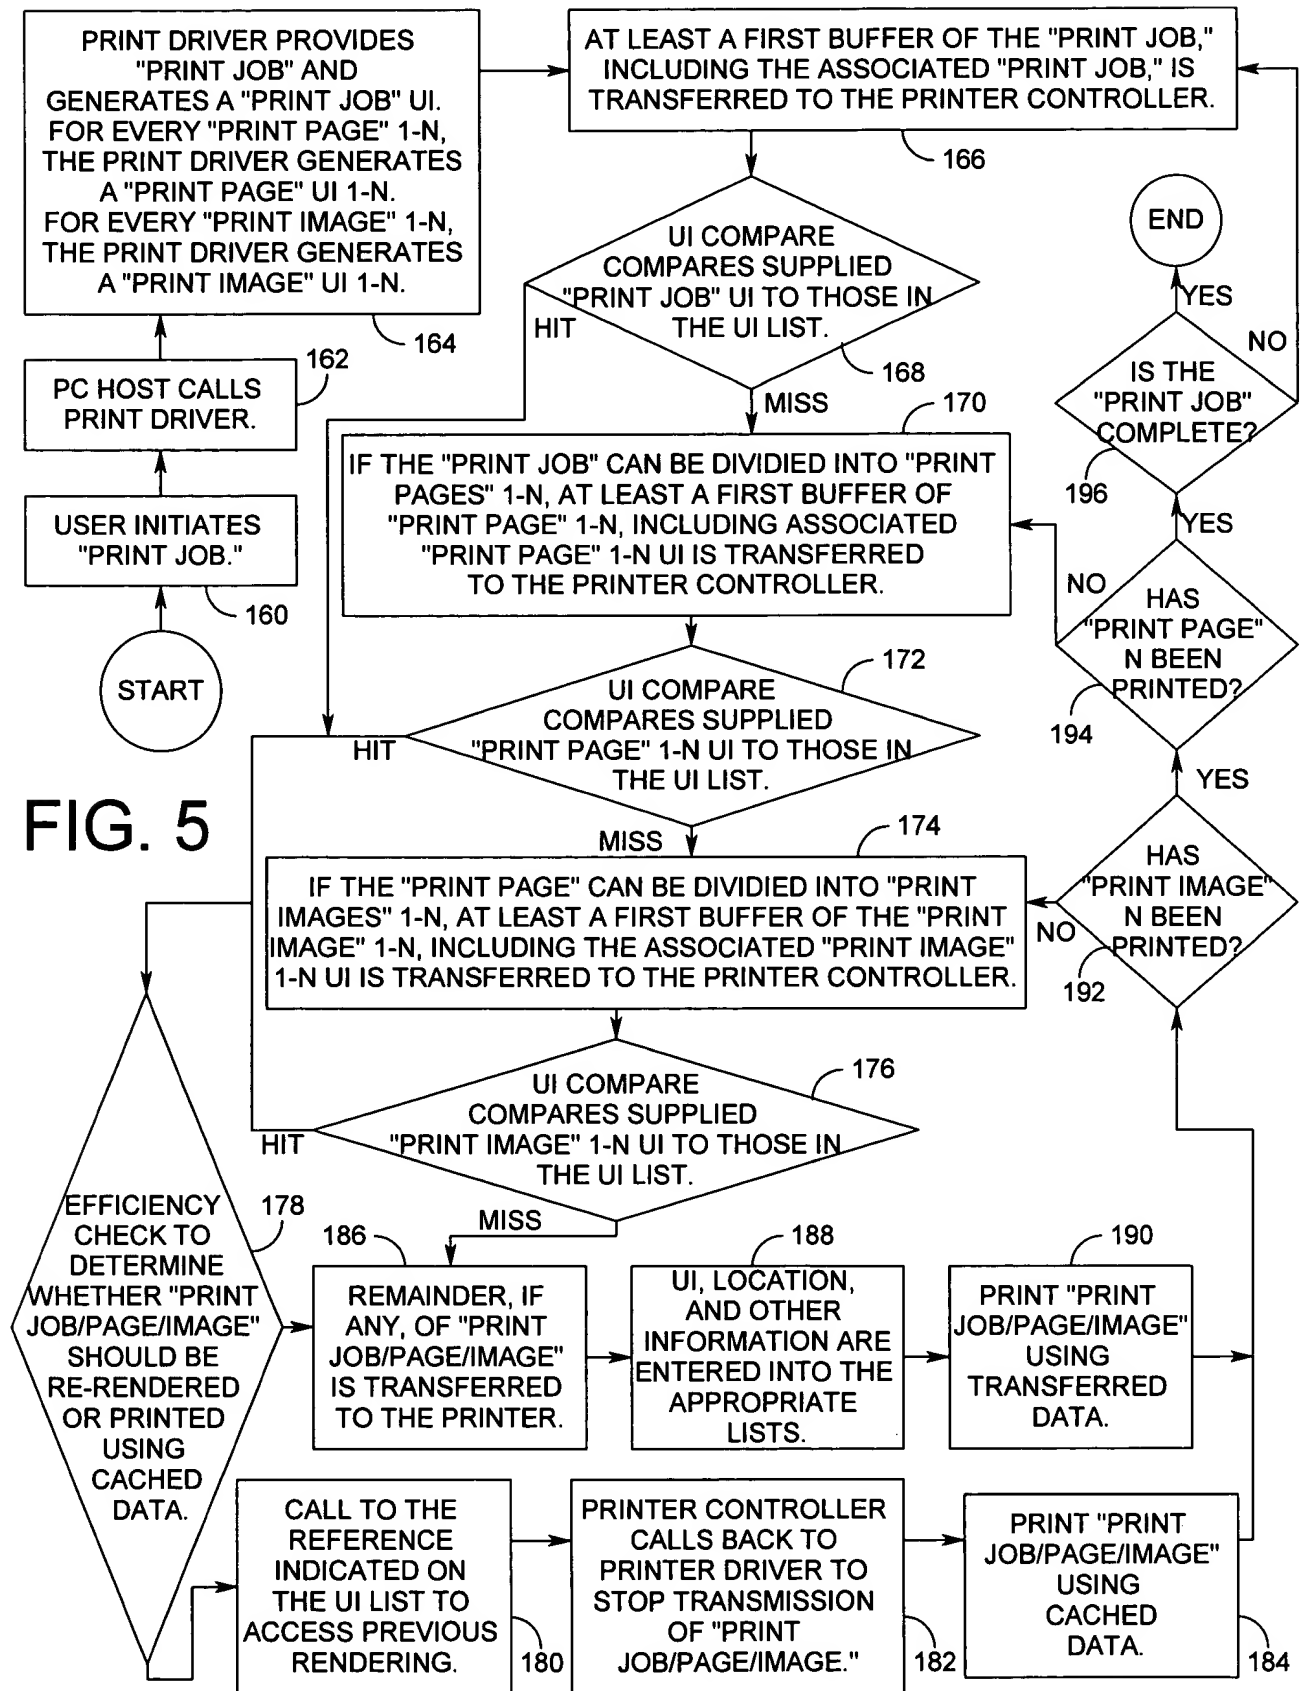 PRINT DRIVER PROVIDES
"PRINT JOB" AND
GENERATES A "PRINT JOB" UI.
FOR EVERY "PRINT PAGE" 1-N,
THE PRINT DRIVER GENERATES
A "PRINT PAGE" UI 1-N.
FOR EVERY "PRINT IMAGE" 1-N,
THE PRINT DRIVER GENERATES
A "PRINT IMAGE" UI 1-N.
164
AT LEAST A FIRST BUFFER OF THE "PRINT JOB,"
INCLUDING THE ASSOCIATED "PRINT JOB," IS
TRANSFERRED TO THE PRINTER CONTROLLER.
166
UI COMPARE
COMPARES SUPPLIED
"PRINT JOB" UI TO THOSE IN
THE UI LIST.
HIT
168
MISS
END
YES
NO
IS THE
"PRINT JOB"
COMPLETE?
196
YES
162
PC HOST CALLS
PRINT DRIVER.
USER INITIATES
"PRINT JOB."
160
START
170
IF THE "PRINT JOB" CAN BE DIVIDED INTO "PRINT
PAGES" 1-N, AT LEAST A FIRST BUFFER OF
"PRINT PAGE" 1-N, INCLUDING ASSOCIATED
"PRINT PAGE" 1-N UI IS TRANSFERRED
TO THE PRINTER CONTROLLER.
NO
HAS
"PRINT PAGE"
N BEEN
PRINTED?
194
YES
172
UI COMPARE
COMPARES SUPPLIED
"PRINT PAGE" 1-N UI TO THOSE IN
THE UI LIST.
HIT
MISS
FIG. 5
174
IF THE "PRINT PAGE" CAN BE DIVIDIED INTO "PRINT
IMAGES" 1-N, AT LEAST A FIRST BUFFER OF THE "PRINT
IMAGE" 1-N, INCLUDING THE ASSOCIATED "PRINT IMAGE"
1-N UI IS TRANSFERRED TO THE PRINTER CONTROLLER.
HAS
"PRINT IMAGE"
N BEEN
PRINTED?
NO
192
176
UI COMPARE
COMPARES SUPPLIED
"PRINT IMAGE" 1-N UI TO THOSE IN
THE UI LIST.
HIT
MISS
EFFICIENCY
CHECK TO
DETERMINE
WHETHER "PRINT
JOB/PAGE/IMAGE"
SHOULD BE
RE-RENDERED
OR PRINTED
USING
CACHED
DATA.
178
186
REMAINDER, IF
ANY, OF "PRINT
JOB/PAGE/IMAGE"
IS TRANSFERRED
TO THE PRINTER.
188
UI, LOCATION,
AND OTHER
INFORMATION ARE
ENTERED INTO THE
APPROPRIATE
LISTS.
190
PRINT "PRINT
JOB/PAGE/IMAGE"
USING
TRANSFERRED
DATA.
CALL TO THE
REFERENCE
INDICATED ON
THE UI LIST TO
ACCESS PREVIOUS
RENDERING.
180
PRINTER CONTROLLER
CALLS BACK TO
PRINTER DRIVER TO
STOP TRANSMISSION
OF "PRINT
JOB/PAGE/IMAGE."
182
PRINT "PRINT
JOB/PAGE/IMAGE"
USING
CACHED
DATA.
184